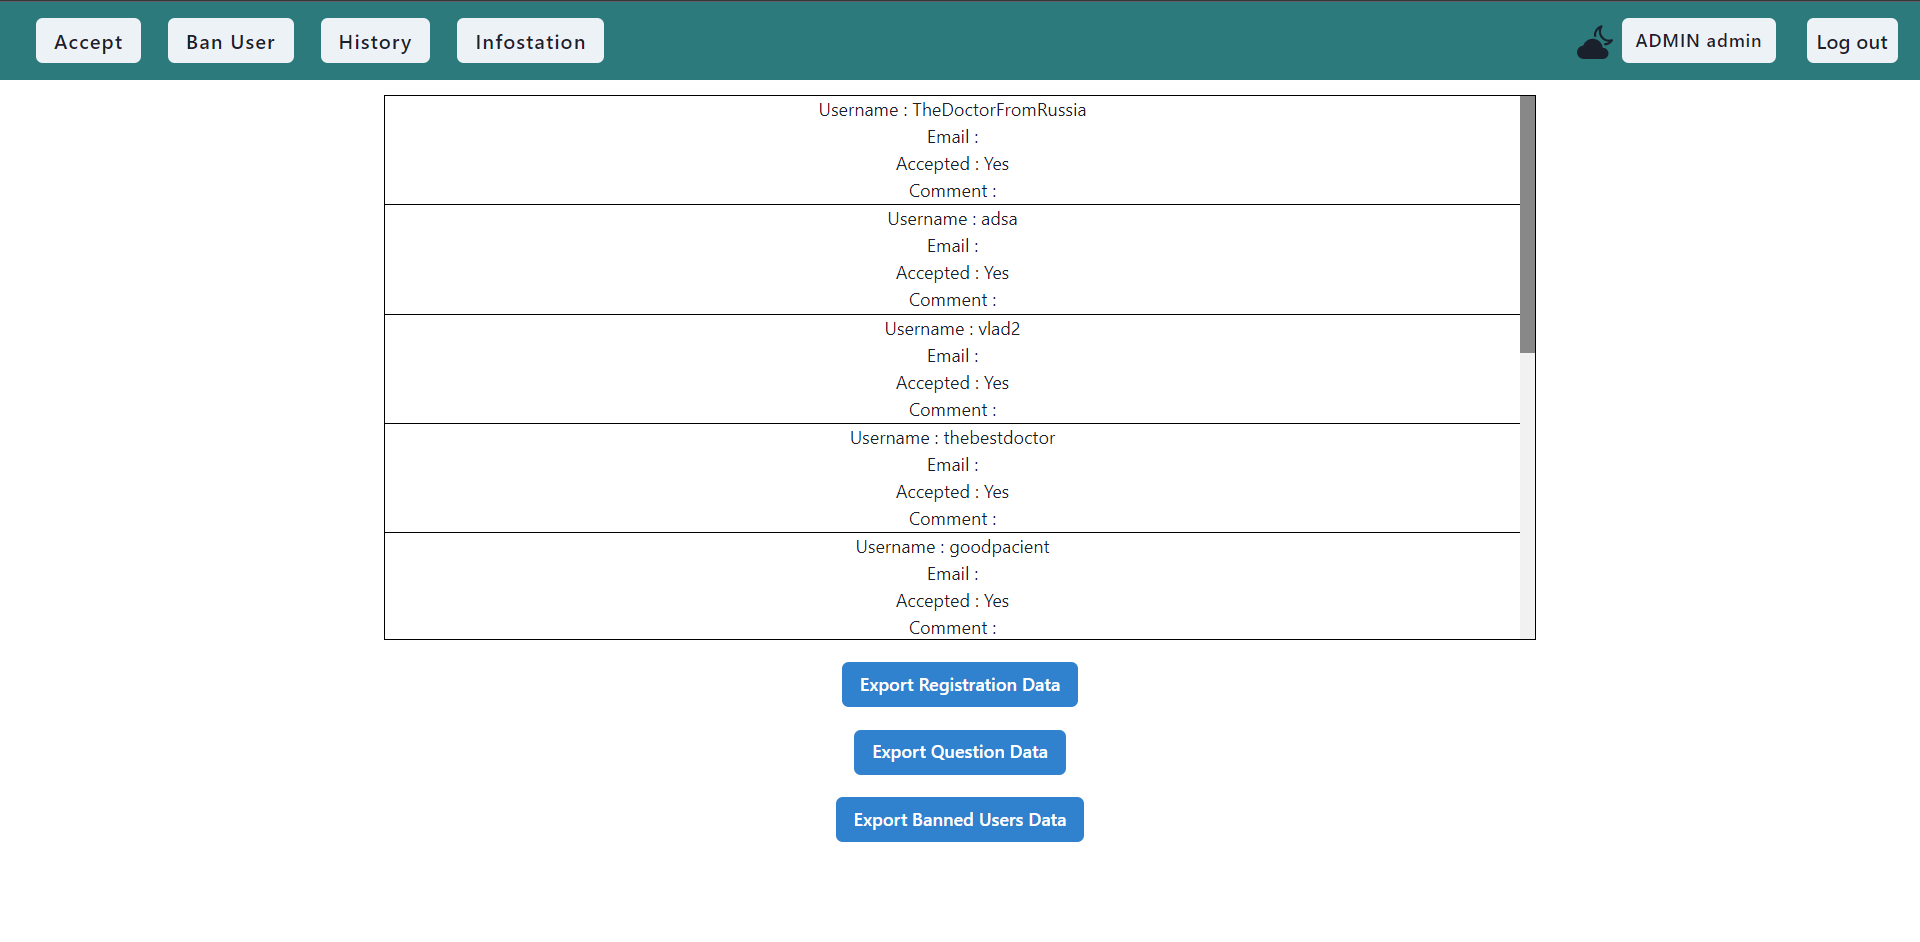 Accept Ban User History Infostation ADMIN admin Log out
Username : TheDoctorFromRussia
Email :
Accepted : Yes
Comment :
Username : adsa
Email :
Accepted : Yes
Comment :
Username : vlad2
Email :
Accepted : Yes
Comment :
Username : thebestdoctor
Email :
Accepted : Yes
Comment :
Username : goodpacient
Email :
Accepted : Yes
Comment :
Export Registration Data
Export Question Data
Export Banned Users Data